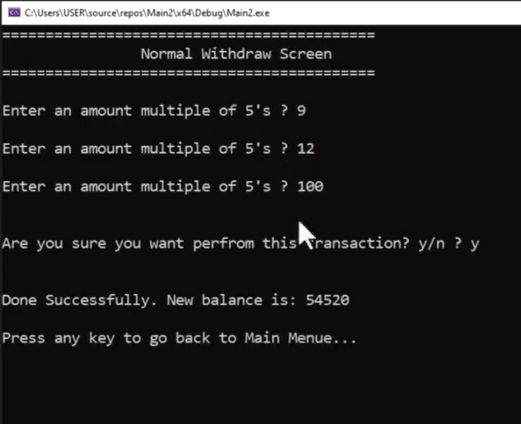 C:\Users\USER\source\repos\Main2\x64\Debug\Main2.exe
===========================================
Normal Withdraw Screen
===========================================
Enter an amount multiple of 5's ? 9
Enter an amount multiple of 5's ? 12
Enter an amount multiple of 5's ? 100
Are you sure you want perfrom this transaction? y/n ? y
Done Successfully. New balance is: 54520
Press any key to go back to Main Menue...